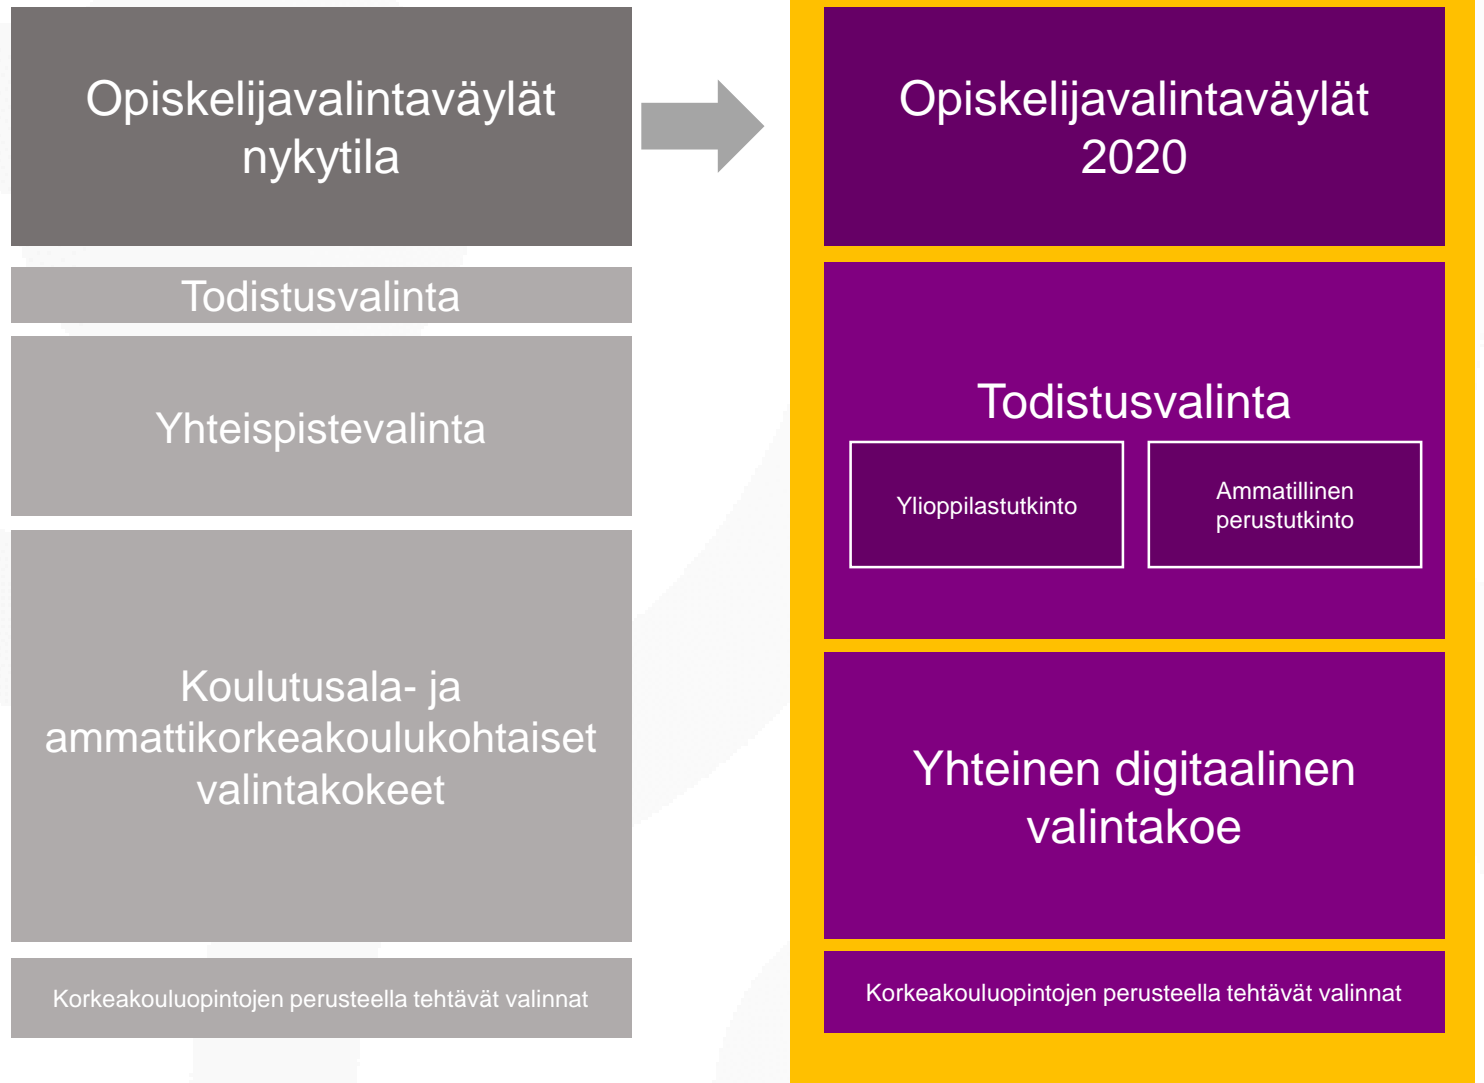 Opiskelijavalintaväylät
nykytila
Todistusvalinta
Yhteispistevalinta
Koulutusala- ja
ammattikorkeakoulukohtaiset
valintakokeet
Korkeakouluopintojen perusteella tehtävät valinnat
Opiskelijavalintaväylät
2020
Todistusvalinta
Ylioppilastutkinto
Ammatillinen
perustutkinto
Yhteinen digitaalinen
valintakoe
Korkeakouluopintojen perusteella tehtävät valinnat